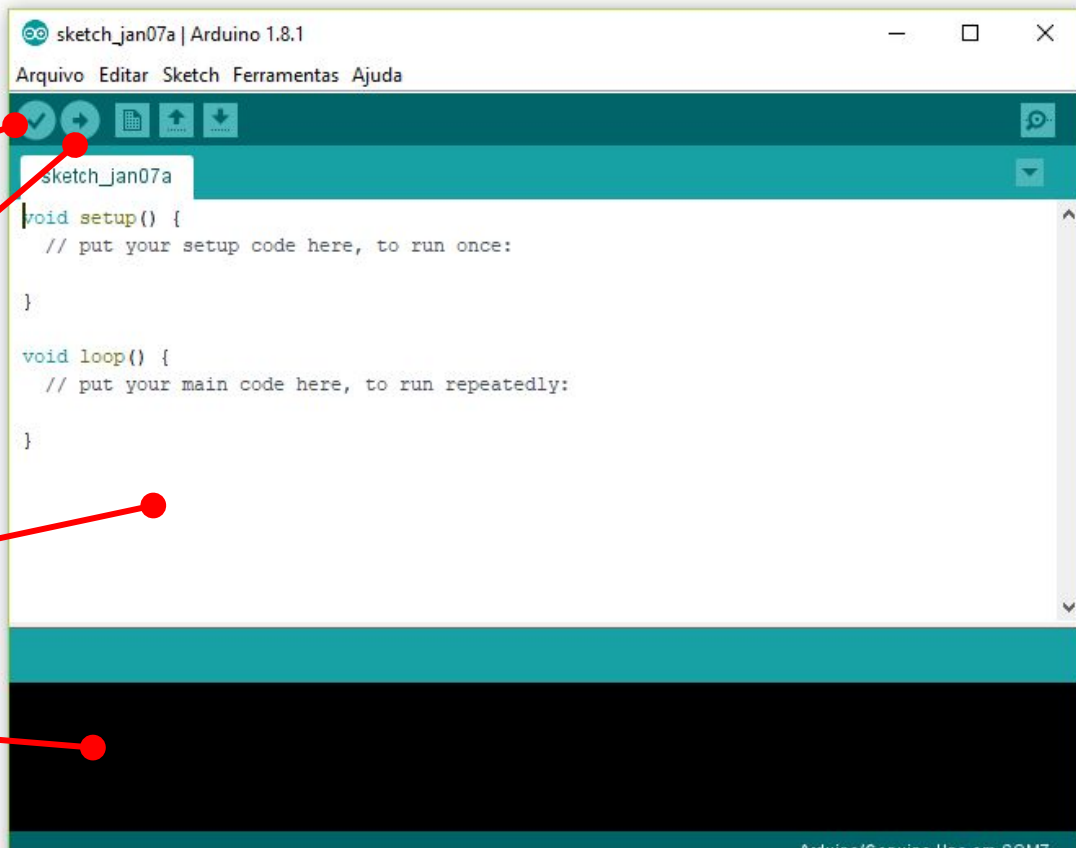 sketch_jan07a | Arduino 1.8.1
Arquivo Editar Sketch Ferramentas Ajuda
sketch_jan07a
void setup() {
  // put your setup code here, to run once:
}
void loop() {
  // put your main code here, to run repeatedly:
}